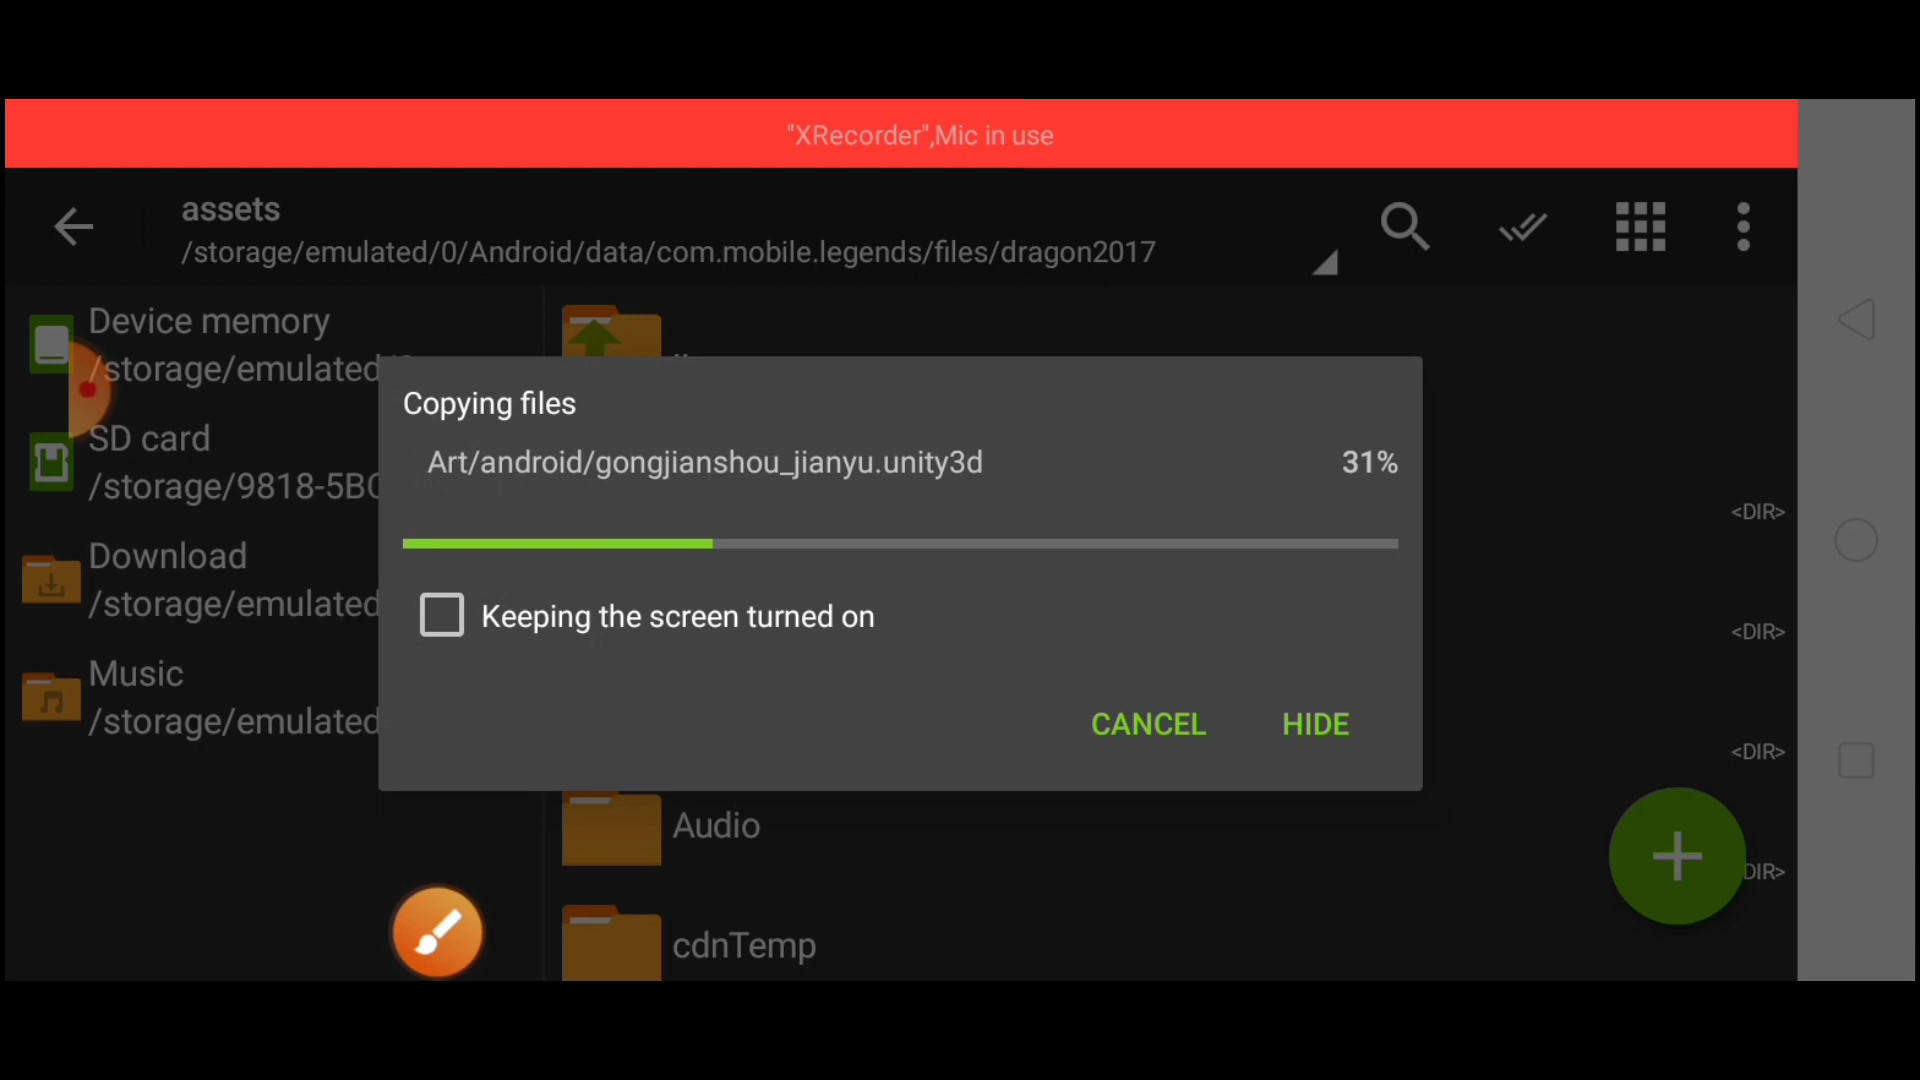 "XRecorder",Mic in use
assets
/storage/emulated/0/Android/data/com.mobile.legends/files/dragon2017
Device memory
/storage/emulated
SD card
/storage/9818-5B
Download
/storage/emulated
Music
/storage/emulated
Copying files
Art/android/gongjianshou_jianyu.unity3d
31%
Keeping the screen turned on
CANCEL
HIDE
<DIR>
<DIR>
<DIR>
Audio
DIR>
cdnTemp